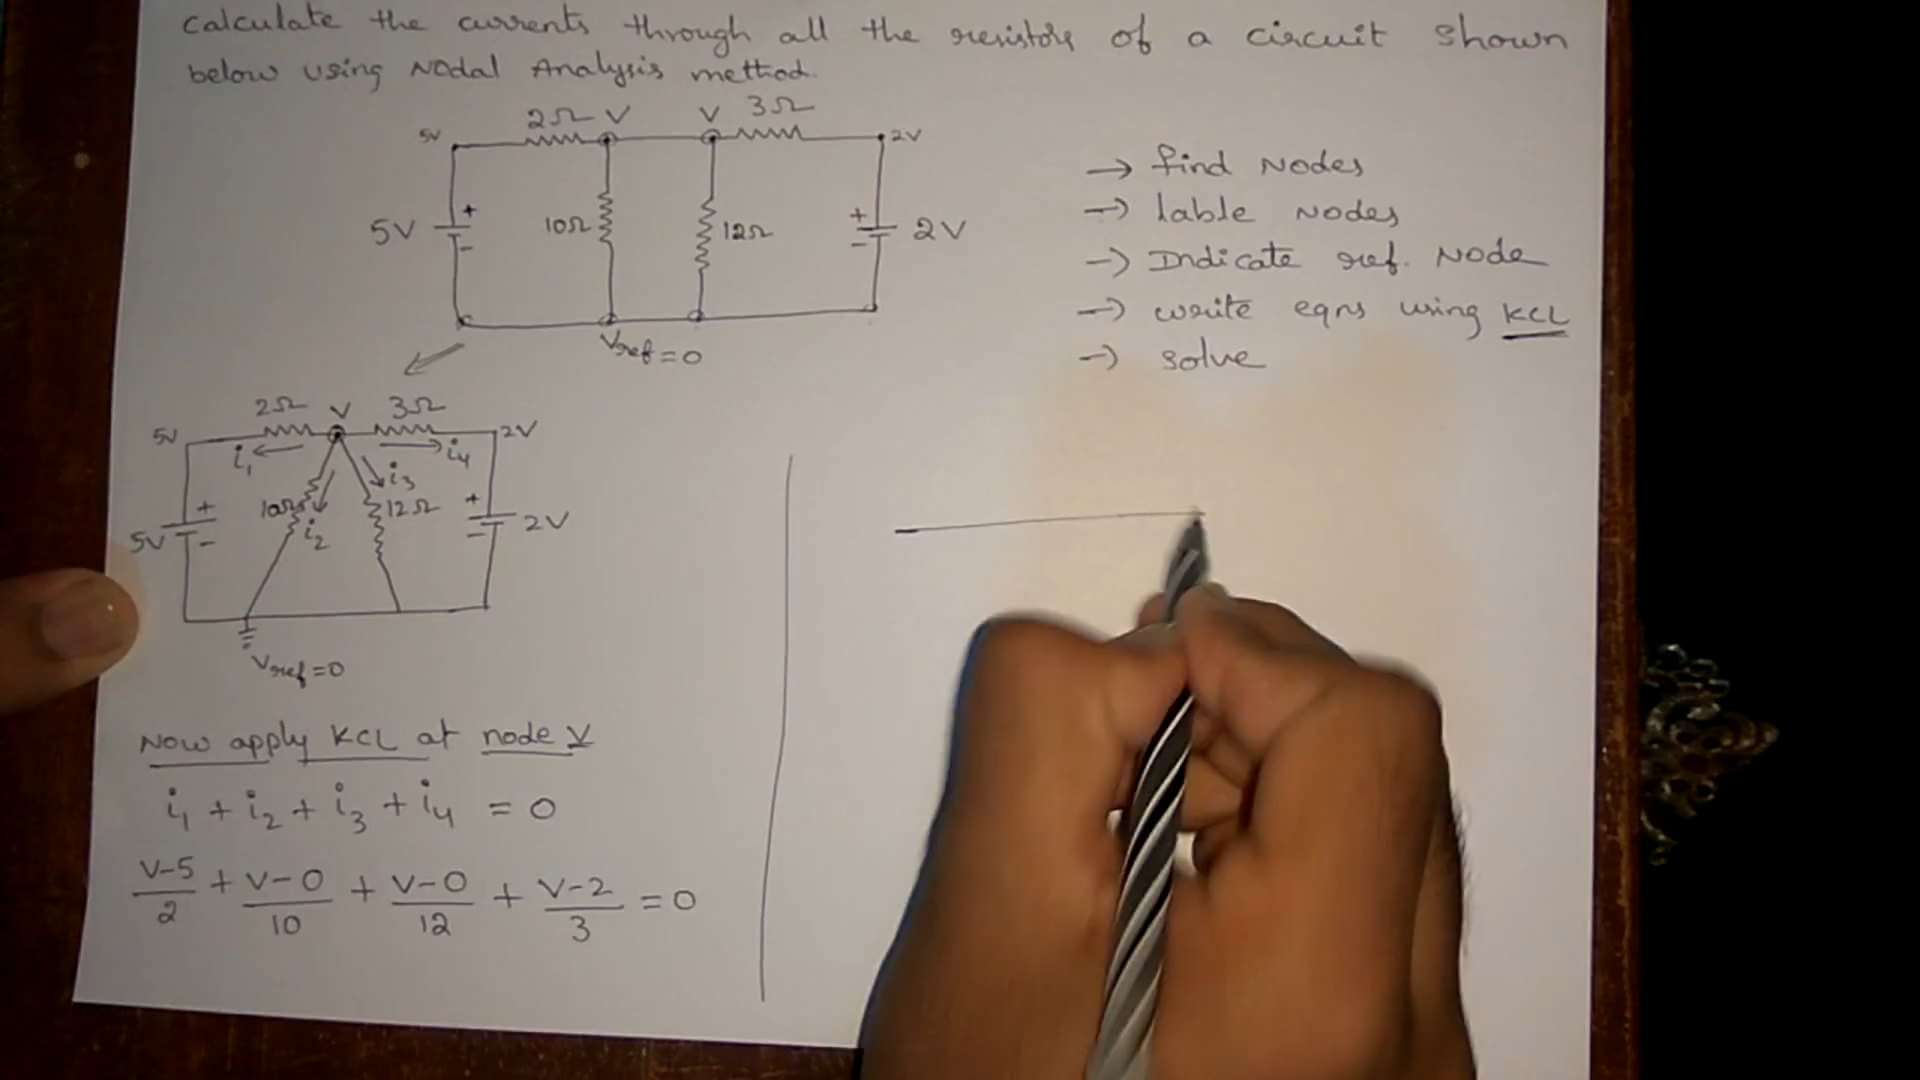 calculate the currents through all the resistors of a circuit shown
below using Nodal Analysis method.
2Ω V V 3Ω
5V 2V
5V + - 10Ω 12Ω + - 2V
Vref = 0
→ find Nodes
→ lable Nodes
→ Indicate ref. Node
→ write eqns using KCL
→ solve
2Ω V 3Ω
5V 2V
i₁ i₄
i₃
+ 10Ω 12Ω +
5V - i₂ - 2V
Vref = 0
Now apply KCL at node V
i₁ + i₂ + i₃ + i₄ = 0
V-5/2 + V-0/10 + V-0/12 + V-2/3 = 0